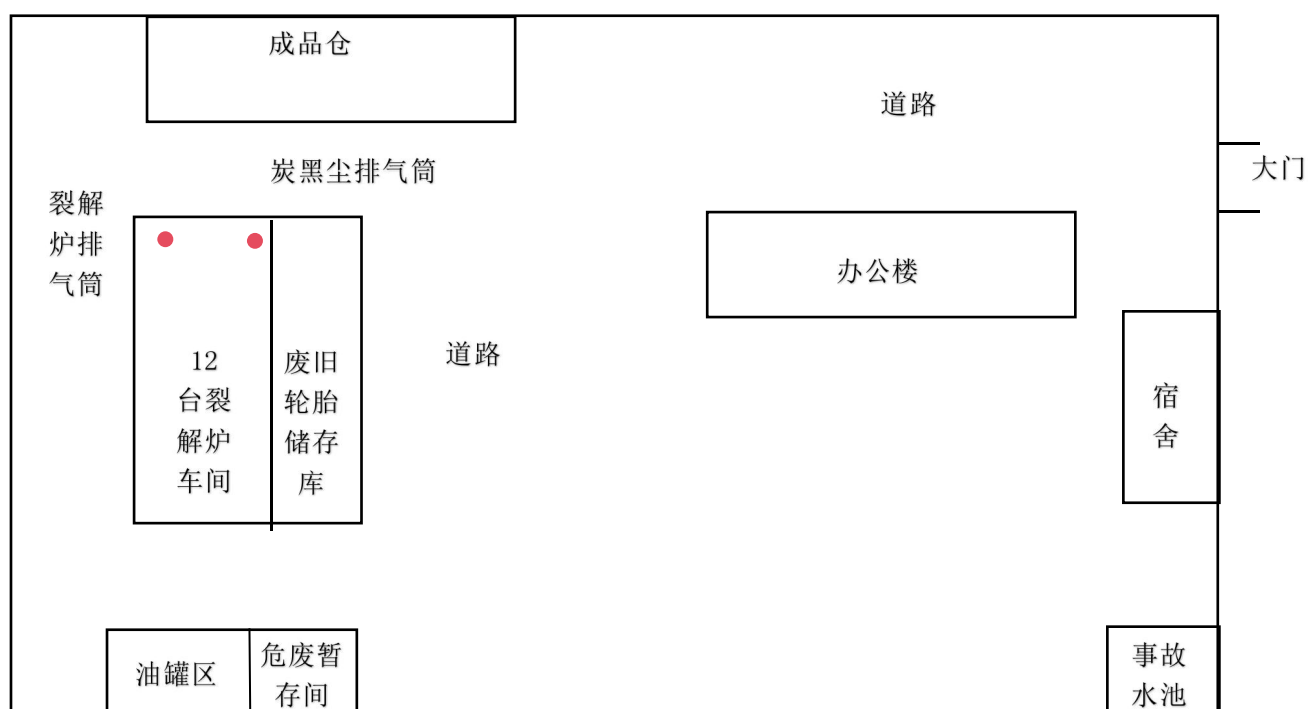 成品仓
道路
大门
炭黑尘排气筒
裂解
炉排
气筒
办公楼
12
台裂
解炉
车间
废旧
轮胎
储存
库
道路
宿
舍
油罐区
危废暂
存间
事故
水池